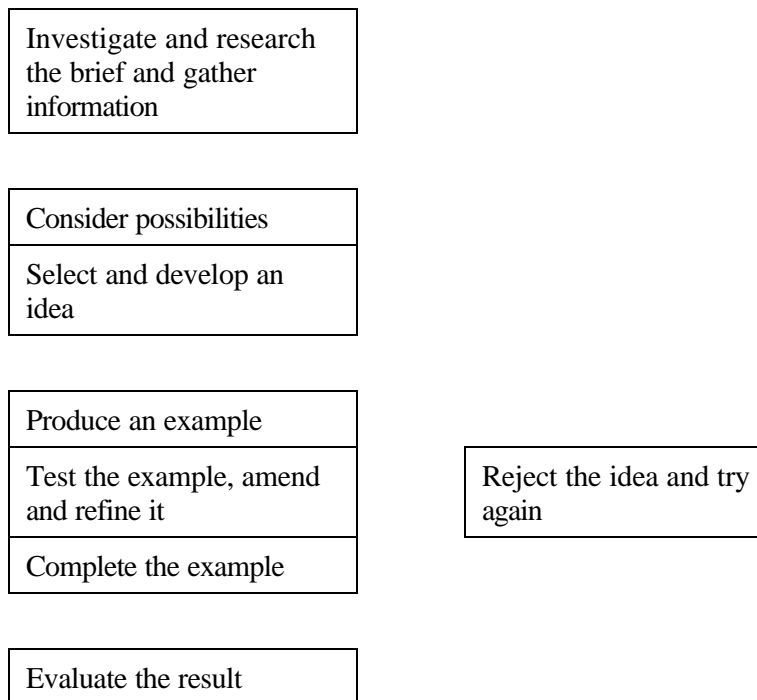 Investigate and research
the brief and gather
information
Consider possibilities
Select and develop an
idea
Produce an example
Test the example, amend
and refine it
Reject the idea and try
again
Complete the example
Evaluate the result